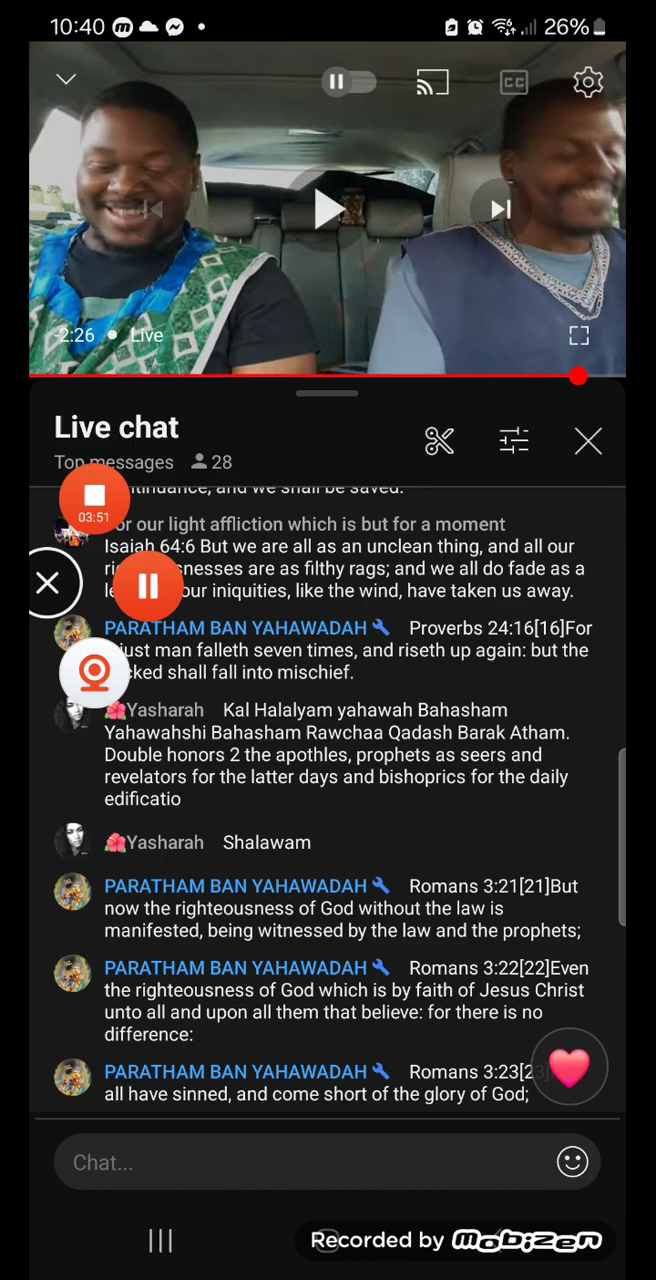 10:40
26%
CC
-2:26 • Live
Live chat
Top messages 28
and we shall be saved.
03:51
our light affliction which is but for a moment
Isaiah 64:6 But we are all as an unclean thing, and all our
are as filthy rags; and we all do fade as a
our iniquities, like the wind, have taken us away.
PARATHAM BAN YAHAWADAH Proverbs 24:16[16]For
just man falleth seven times, and riseth up again: but the
shall fall into mischief.
Yasharah Kal Halalyam yahawah Bahasham
Yahawahshi Bahasham Rawchaa Qadash Barak Atham.
Double honors 2 the apothles, prophets as seers and
revelators for the latter days and bishoprics for the daily
edificatio
Yasharah Shalawam
PARATHAM BAN YAHAWADAH Romans 3:21[21]But
now the righteousness of God without the law is
manifested, being witnessed by the law and the prophets;
PARATHAM BAN YAHAWADAH Romans 3:22[22]Even
the righteousness of God which is by faith of Jesus Christ
unto all and upon all them that believe: for there is no
difference:
PARATHAM BAN YAHAWADAH Romans 3:23[23]
all have sinned, and come short of the glory of God;
Chat...
Recorded by mobizen